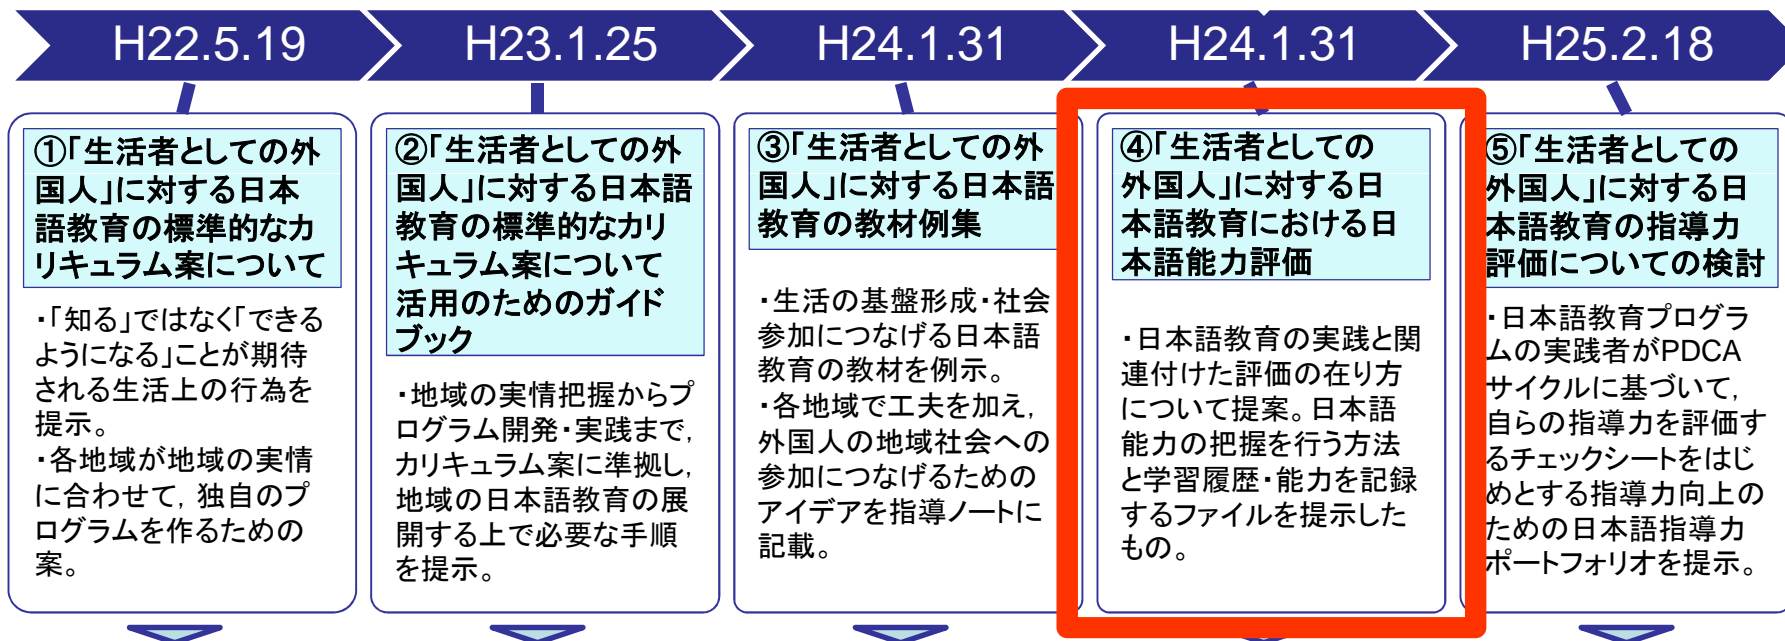 H22.5.19
H23.1.25
H24.1.31
H24.1.31
H25.2.18
①「生活者としての外
国人」に対する日本
語教育の標準的なカ
リキュラム案について
・「知る」ではなく「できる
ようになる」ことが期待
される生活上の行為を
提示。
・各地域が地域の実情
に合わせて，独自のプ
ログラムを作るための
案。
②「生活者としての外
国人」に対する日本語
教育の標準的なカリ
キュラム案について
活用のためのガイド
ブック
・地域の実情把握からプ
ログラム開発・実践まで，
カリキュラム案に準拠し，
地域の日本語教育の展
開する上で必要な手順
を提示。
③「生活者としての外
国人」に対する日本語
教育の教材例集
・生活の基盤形成・社会
参加につなげる日本語
教育の教材を例示。
・各地域で工夫を加え，
外国人の地域社会への
参加につなげるための
アイデアを指導ノートに
記載。
④「生活者としての
外国人」に対する日
本語教育における日
本語能力評価
・日本語教育の実践と関
連付けた評価の在り方
について提案。日本語
能力の把握を行う方法
と学習履歴・能力を記録
するファイルを提示した
もの。
⑤「生活者としての
外国人」に対する日
本語教育の指導力
評価についての検討
・日本語教育プログラ
ムの実践者がPDCA
サイクルに基づいて，
自らの指導力を評価す
るチェックシートをはじ
めとする指導力向上の
ための日本語指導力
ポートフォリオを提示。